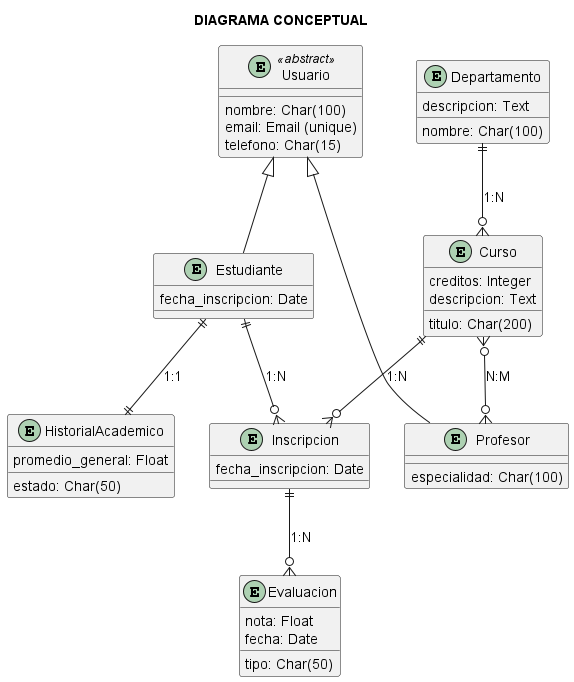 DIAGRAMA CONCEPTUAL
E «abstract»
Usuario
nombre: Char(100)
email: Email (unique)
telefono: Char(15)
E Departamento
descripcion: Text
nombre: Char(100)
1:N
E Estudiante
fecha_inscripcion: Date
E Curso
creditos: Integer
descripcion: Text
titulo: Char(200)
1:1
1:N
1:N
N:M
E HistorialAcademico
promedio_general: Float
estado: Char(50)
E Inscripcion
fecha_inscripcion: Date
E Profesor
especialidad: Char(100)
1:N
E Evaluacion
nota: Float
fecha: Date
tipo: Char(50)